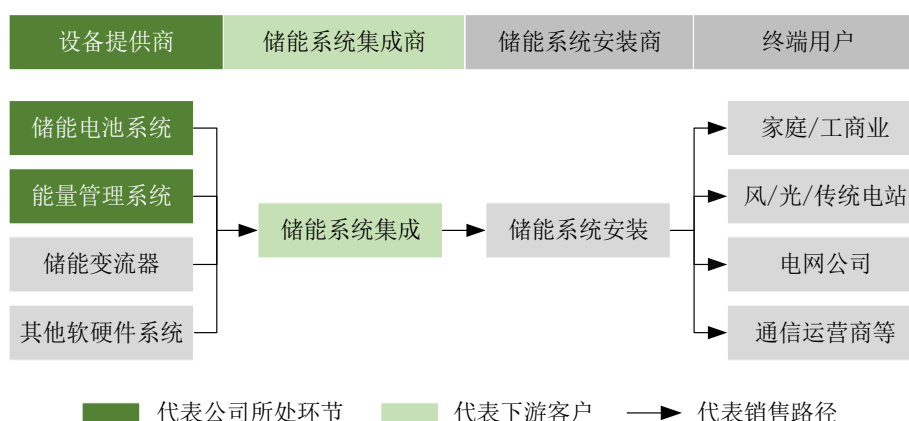 设备提供商 储能系统集成商 储能系统安装商 终端用户
储能电池系统 家庭/工商业
能量管理系统 风/光/传统电站
储能系统集成 储能系统安装
储能变流器 电网公司
其他软硬件系统 通信运营商等
代表公司所处环节 代表下游客户 代表销售路径